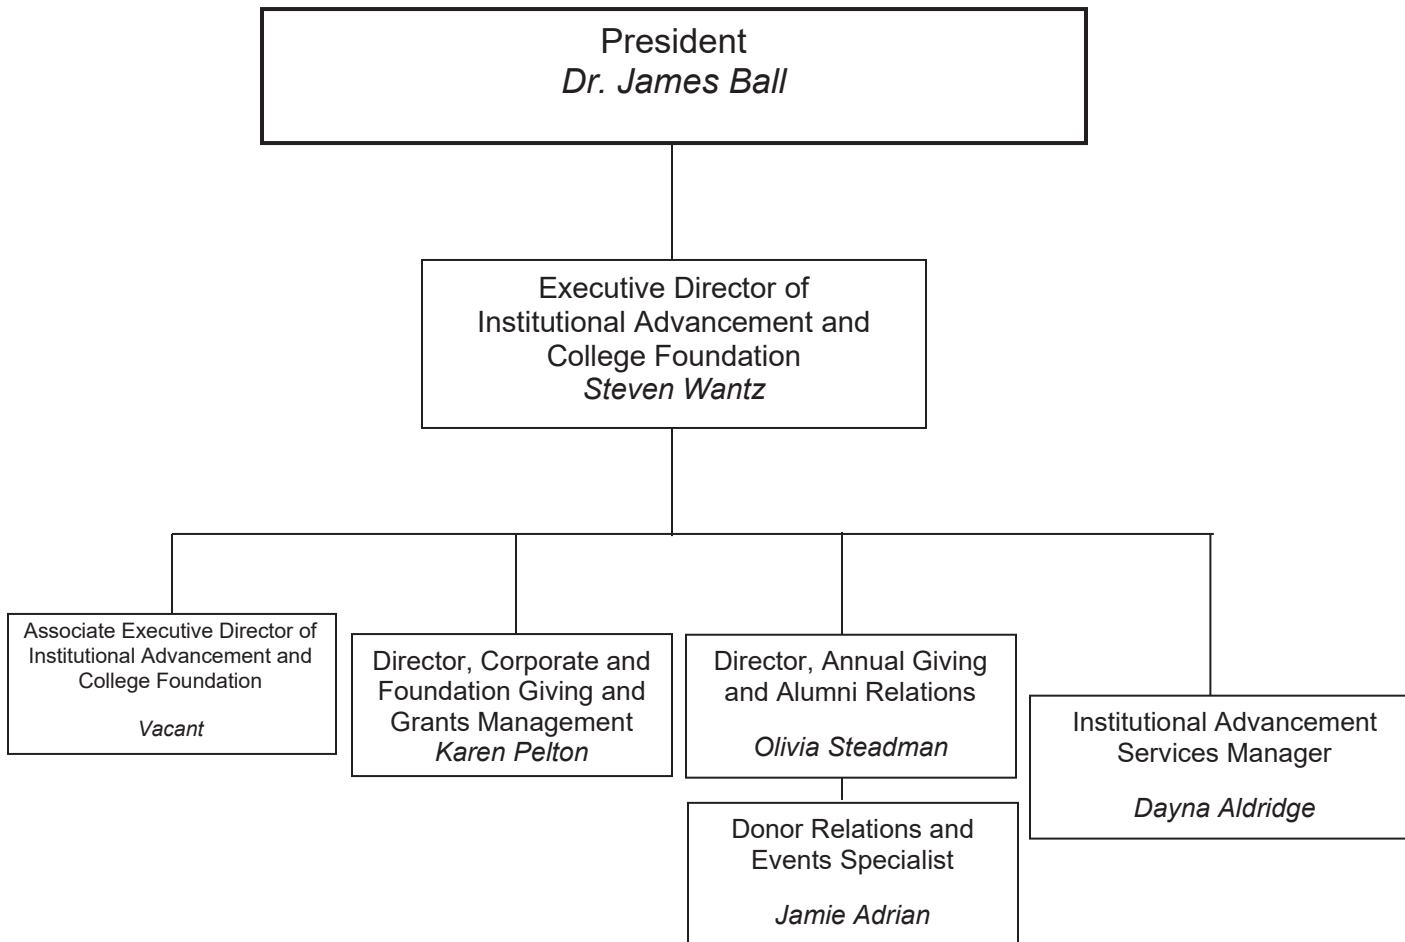 President
Dr. James Ball
Executive Director of
Institutional Advancement and
College Foundation
Steven Wantz
Associate Executive Director of
Institutional Advancement and
College Foundation
Vacant
Director, Corporate and
Foundation Giving and
Grants Management
Karen Pelton
Director, Annual Giving
and Alumni Relations
Olivia Steadman
Institutional Advancement
Services Manager
Dayna Aldridge
Donor Relations and
Events Specialist
Jamie Adrian